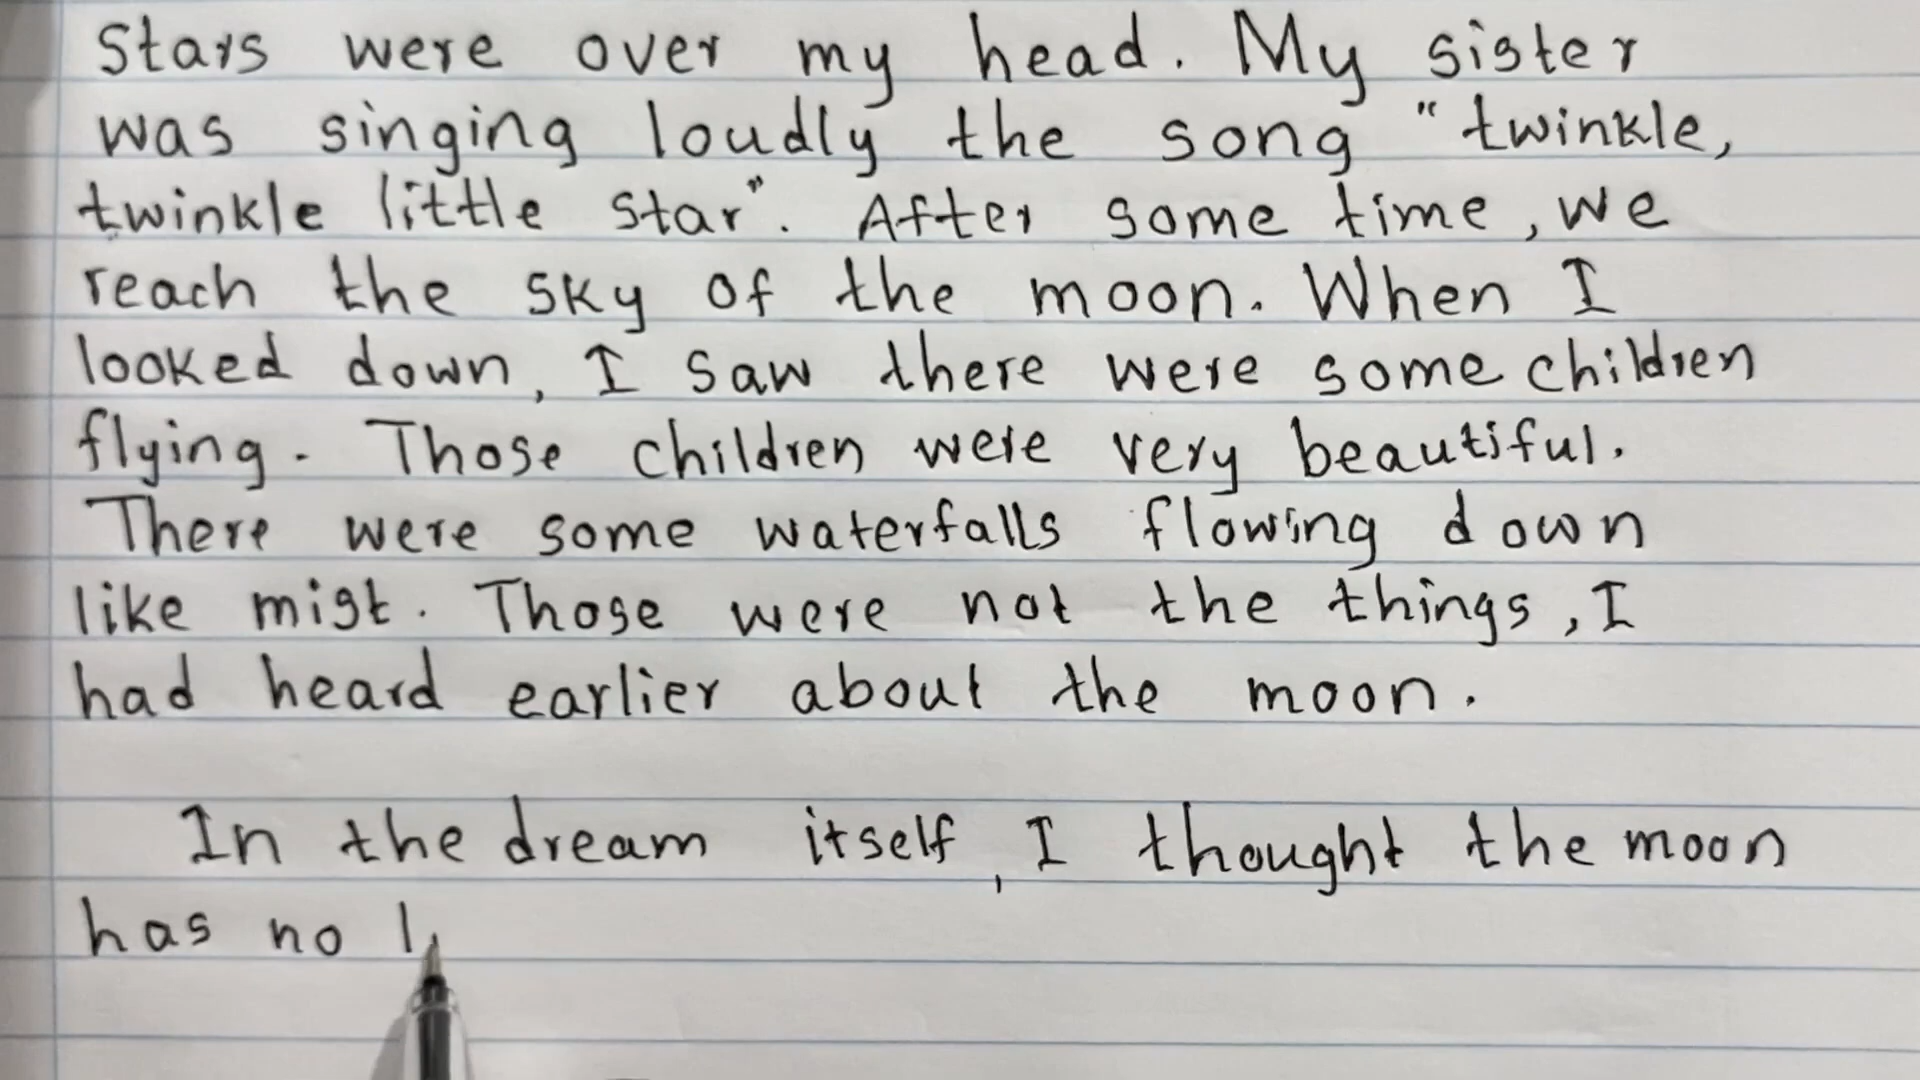 Stars were over my head. My sister
was singing loudly the song "twinkle,
twinkle little star". After some time, we
reach the sky of the moon. When I
looked down, I saw there were some children
flying. Those children were very beautiful.
There were some waterfalls flowing down
like mist. Those were not the things, I
had heard earlier about the moon.
In the dream itself, I thought the moon
has no